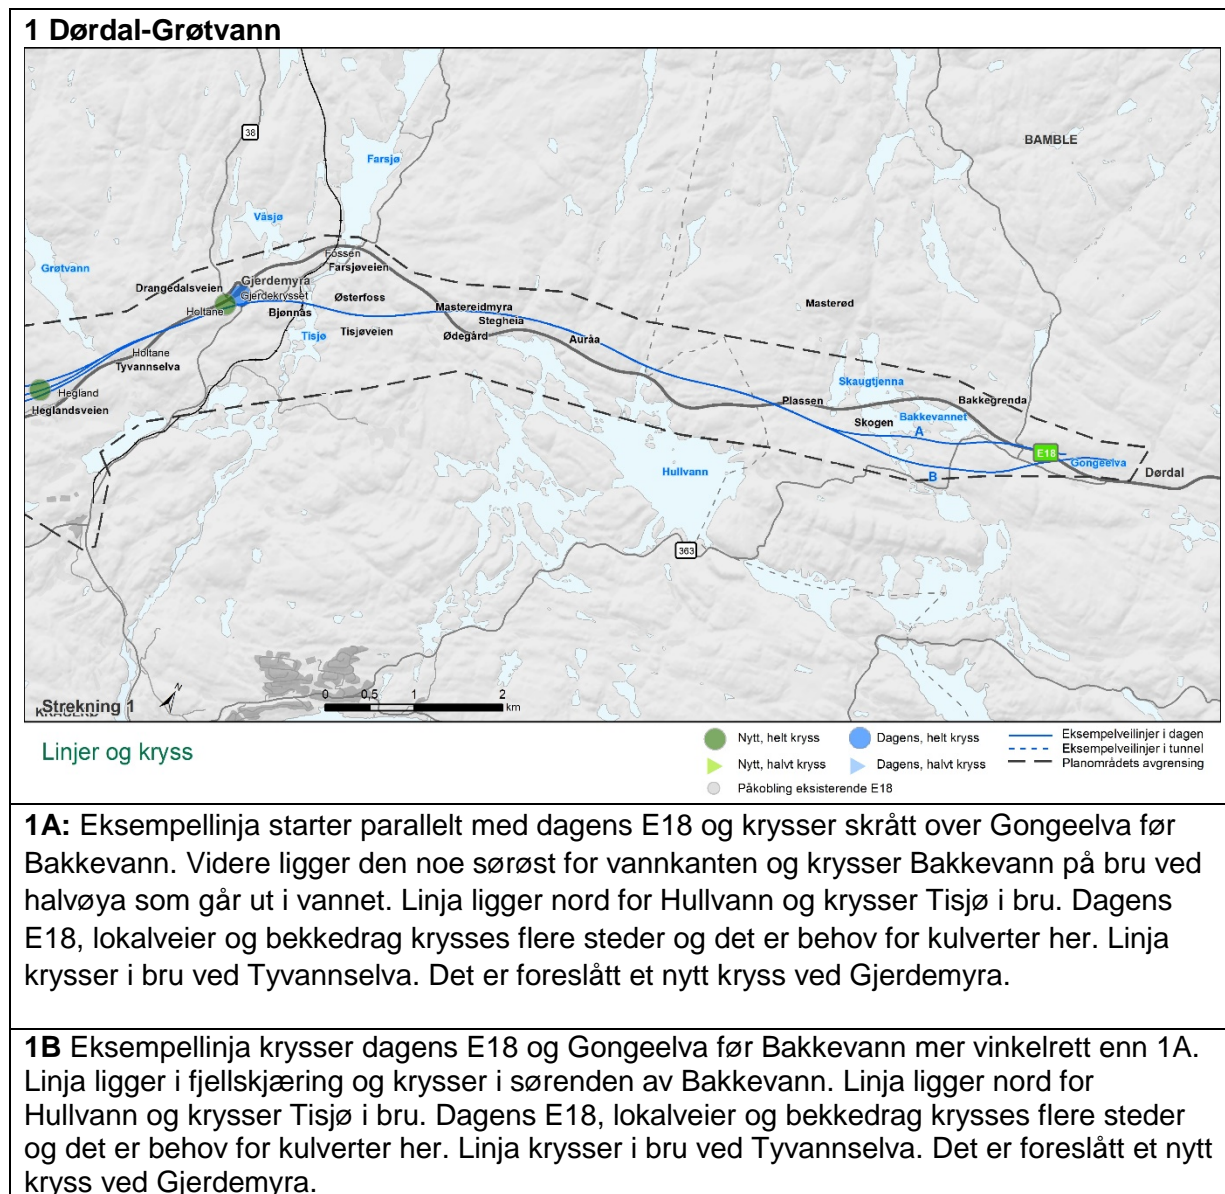 1 Dørdal-Grøtvann
38
BAMBLE
Farsjø
Våsjø
Fossen
Grøtvann
Farsjøveien
Drangedalsveien
Gjerdemyra
Gjerdekrysset
Østerfoss
Masterød
Holtane
Bjønnås
Mastereidmyra
Stegheia
Tisjø
Tisjøveien
Ødegård
Auråa
Holtane
Tyvannselva
Skaugtjenna
Hegland
Plassen
Bakkegrenda
Heglandsveien
Skogen
Bakkevannet
A
E18
Gongeelva
Dørdal
Hullvann
B
363
Strekning 1
KRAGERØ
N
0 0,5 1 2
km
Linjer og kryss
Nytt, helt kryss
Dagens, helt kryss
Eksempelveilinjer i dagen
Eksempelveilinjer i tunnel
Nytt, halvt kryss
Dagens, halvt kryss
Planområdets avgrensing
Påkobling eksisterende E18
1A: Eksempellinja starter parallelt med dagens E18 og krysser skrått over Gongeelva før
Bakkevann. Videre ligger den noe sørøst for vannkanten og krysser Bakkevann på bru ved
halvøya som går ut i vannet. Linja ligger nord for Hullvann og krysser Tisjø i bru. Dagens
E18, lokalveier og bekkedrag krysses flere steder og det er behov for kulverter her. Linja
krysser i bru ved Tyvannselva. Det er foreslått et nytt kryss ved Gjerdemyra.
1B Eksempellinja krysser dagens E18 og Gongeelva før Bakkevann mer vinkelrett enn 1A.
Linja ligger i fjellskjæring og krysser i sørenden av Bakkevann. Linja ligger nord for
Hullvann og krysser Tisjø i bru. Dagens E18, lokalveier og bekkedrag krysses flere steder
og det er behov for kulverter her. Linja krysser i bru ved Tyvannselva. Det er foreslått et nytt
kryss ved Gjerdemyra.